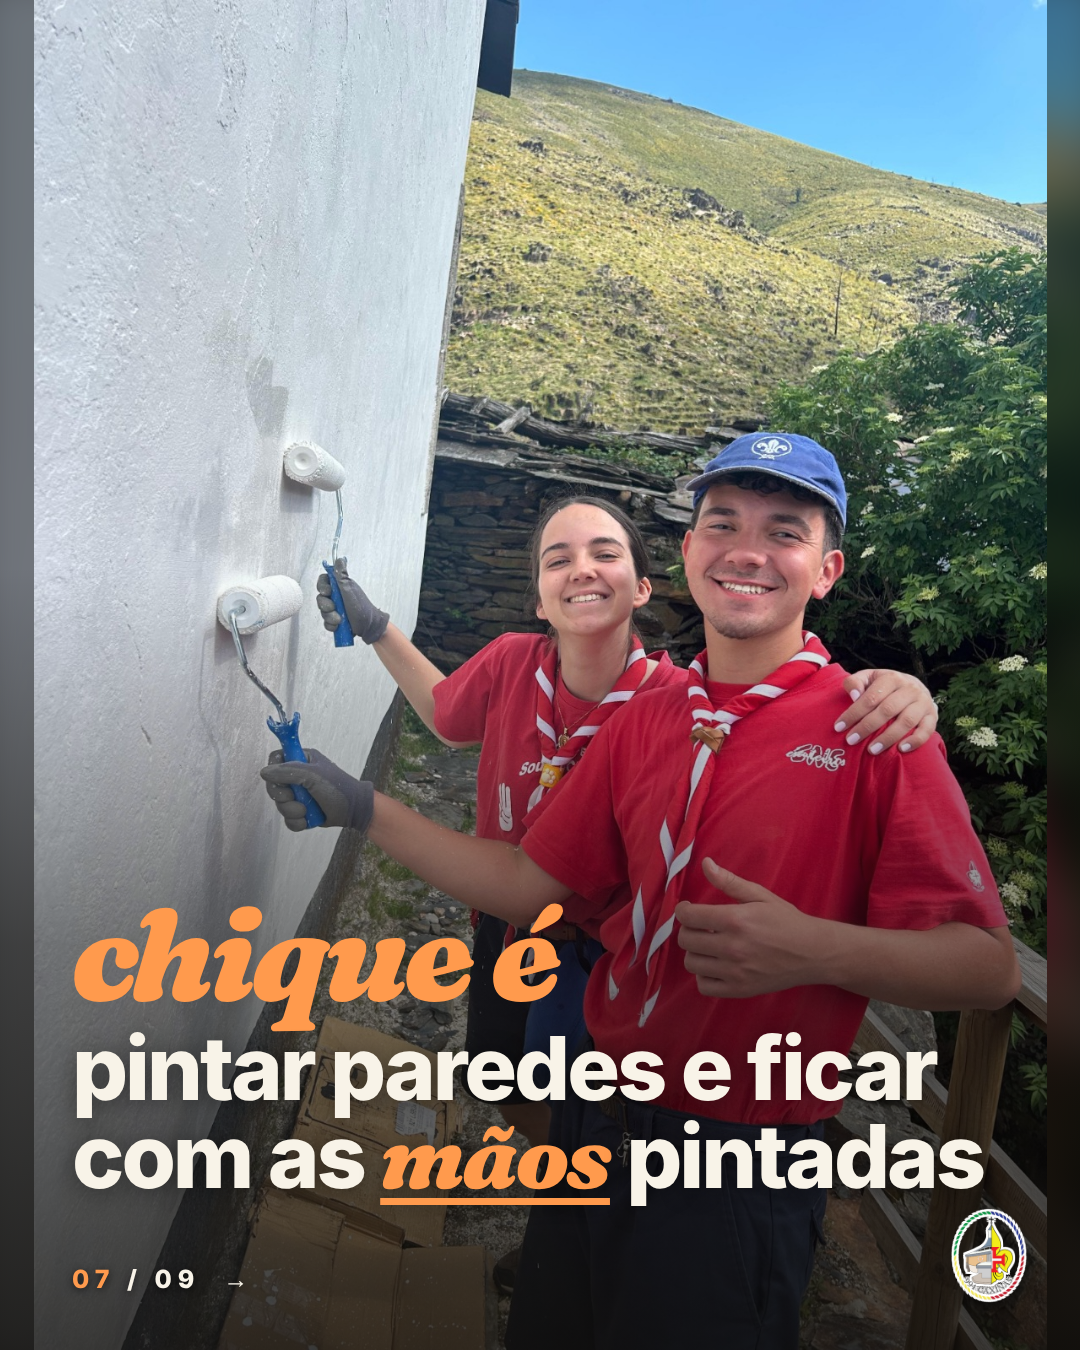 chique é
pintar paredes e ficar
com as mãos pintadas
07 / 09 →